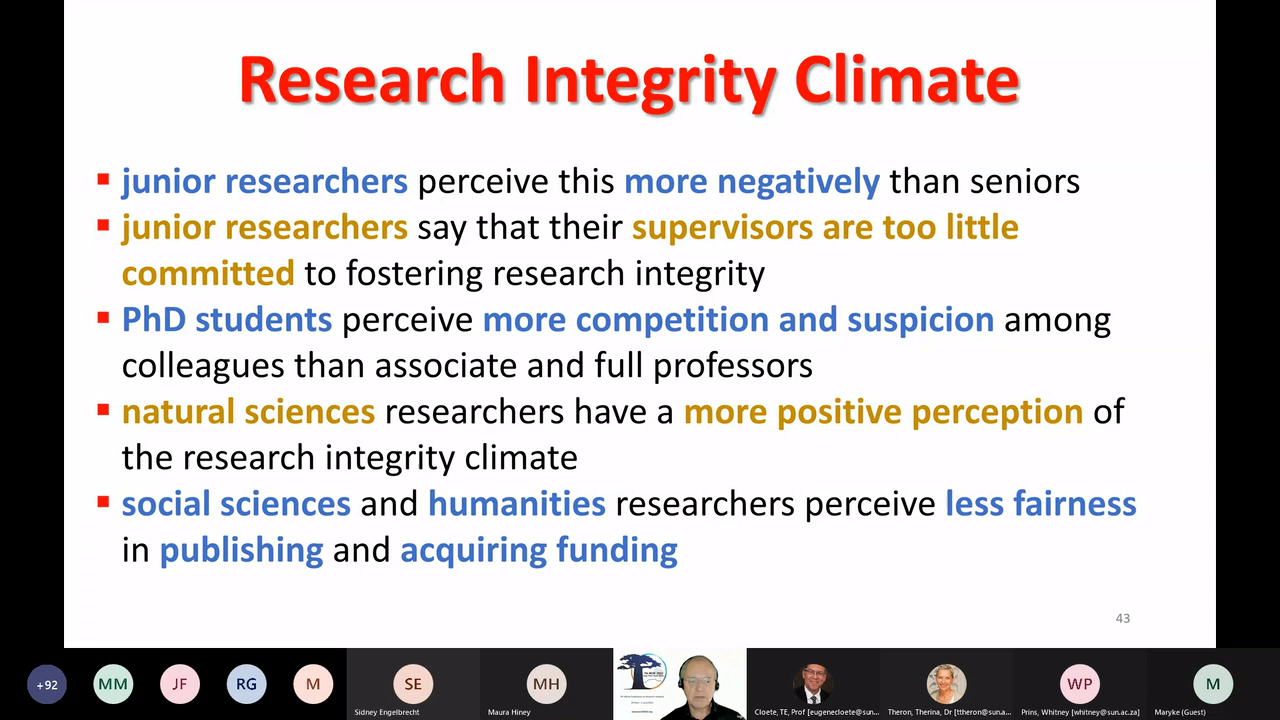 Research Integrity Climate
junior researchers perceive this more negatively than seniors
junior researchers say that their supervisors are too little
committed to fostering research integrity
PhD students perceive more competition and suspicion among
colleagues than associate and full professors
natural sciences researchers have a more positive perception of
the research integrity climate
social sciences and humanities researchers perceive less fairness
in publishing and acquiring funding
43
+92
MM
JF
RG
M
SE
Sidney Engelbrecht
MH
Maura Hiney
Cloete, TE, Prof [eugenecloete@sun...
Theron, Therina, Dr [ttheron@sun.a...
WP
Prins, Whitney [whitney@sun.ac.za]
M
Maryke (Guest)